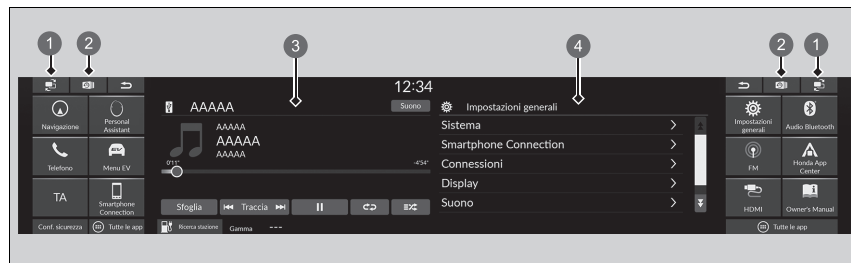 1
2
3
4
2
1
12:34
Navigazione
Personal Assistant
Telefono
EV
Menu EV
TA
Smartphone Connection
Conf. sicurezza
Tutte le app
AAAAA
Suono
AAAAA
AAAAA
AAAAA
0'11"
-4'54"
Sfoglia
Traccia
Ricerca stazione
Gamma ---
Impostazioni generali
Sistema
Smartphone Connection
Connessioni
Display
Suono
Impostazioni generali
Audio Bluetooth
FM
Honda App Center
HDMI
Owner's Manual
Tutte le app